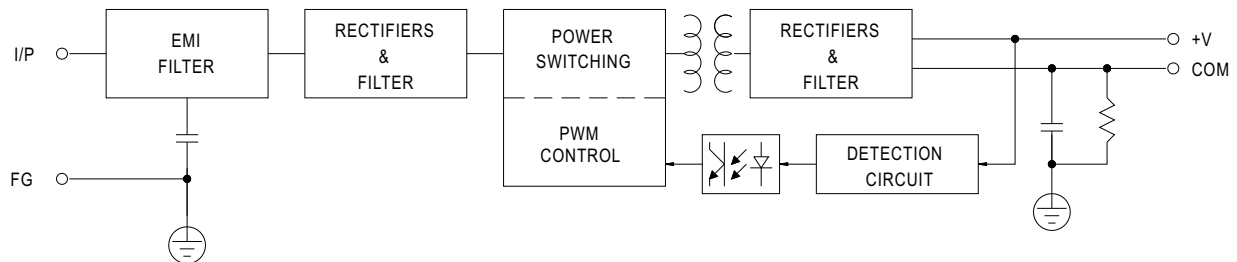 I/P
EMI
FILTER
RECTIFIERS
&
FILTER
POWER
SWITCHING
PWM
CONTROL
RECTIFIERS
&
FILTER
+V
COM
DETECTION
CIRCUIT
FG